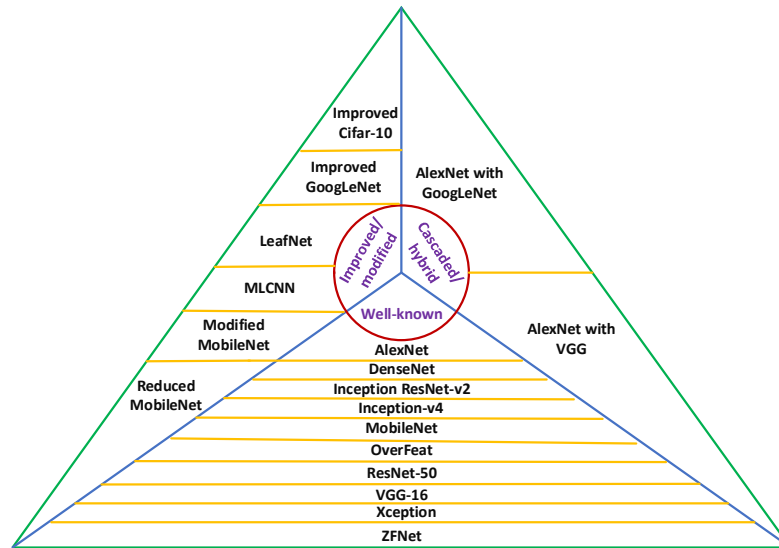 Improved
Cifar-10
Improved
GoogLeNet
AlexNet with
GoogLeNet
LeafNet
Improved/
modified
Cascaded/
hybrid
MLCNN
Well-known
Modified
MobileNet
AlexNet with
VGG
AlexNet
DenseNet
Reduced
MobileNet
Inception ResNet-v2
Inception-v4
MobileNet
OverFeat
ResNet-50
VGG-16
Xception
ZFNet